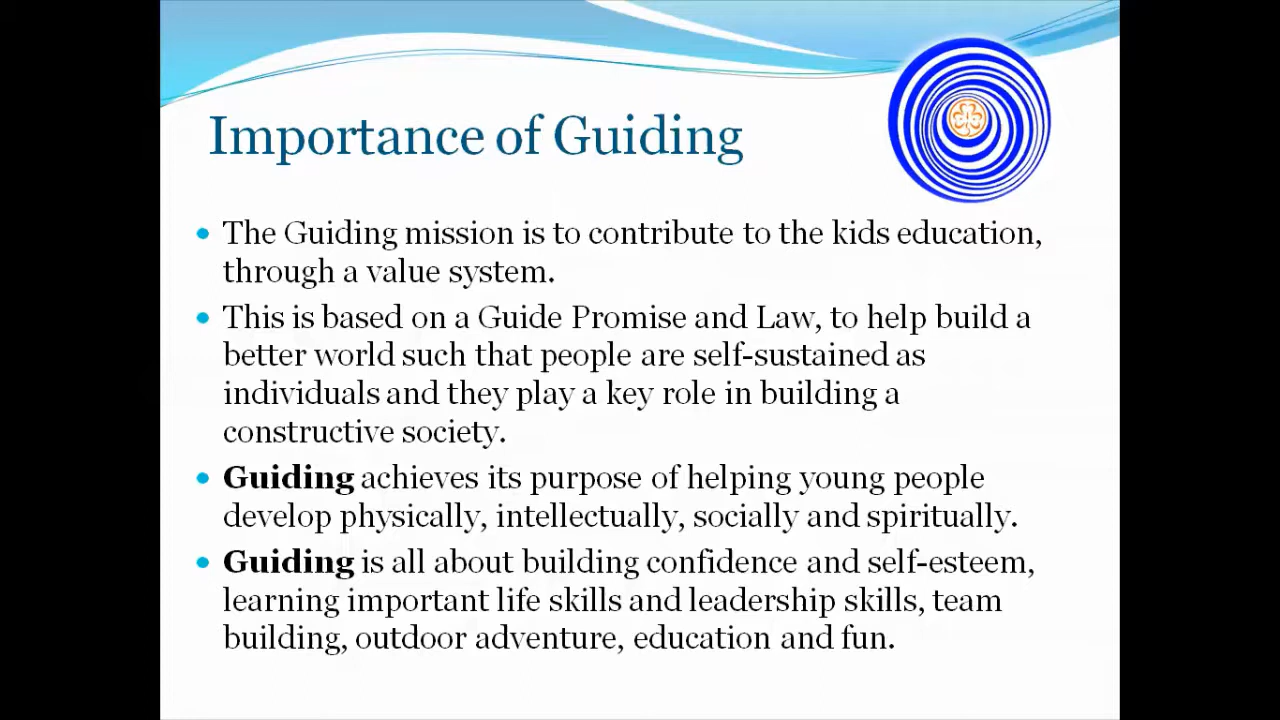 Importance of Guiding
• The Guiding mission is to contribute to the kids education,
through a value system.
• This is based on a Guide Promise and Law, to help build a
better world such that people are self-sustained as
individuals and they play a key role in building a
constructive society.
• Guiding achieves its purpose of helping young people
develop physically, intellectually, socially and spiritually.
• Guiding is all about building confidence and self-esteem,
learning important life skills and leadership skills, team
building, outdoor adventure, education and fun.